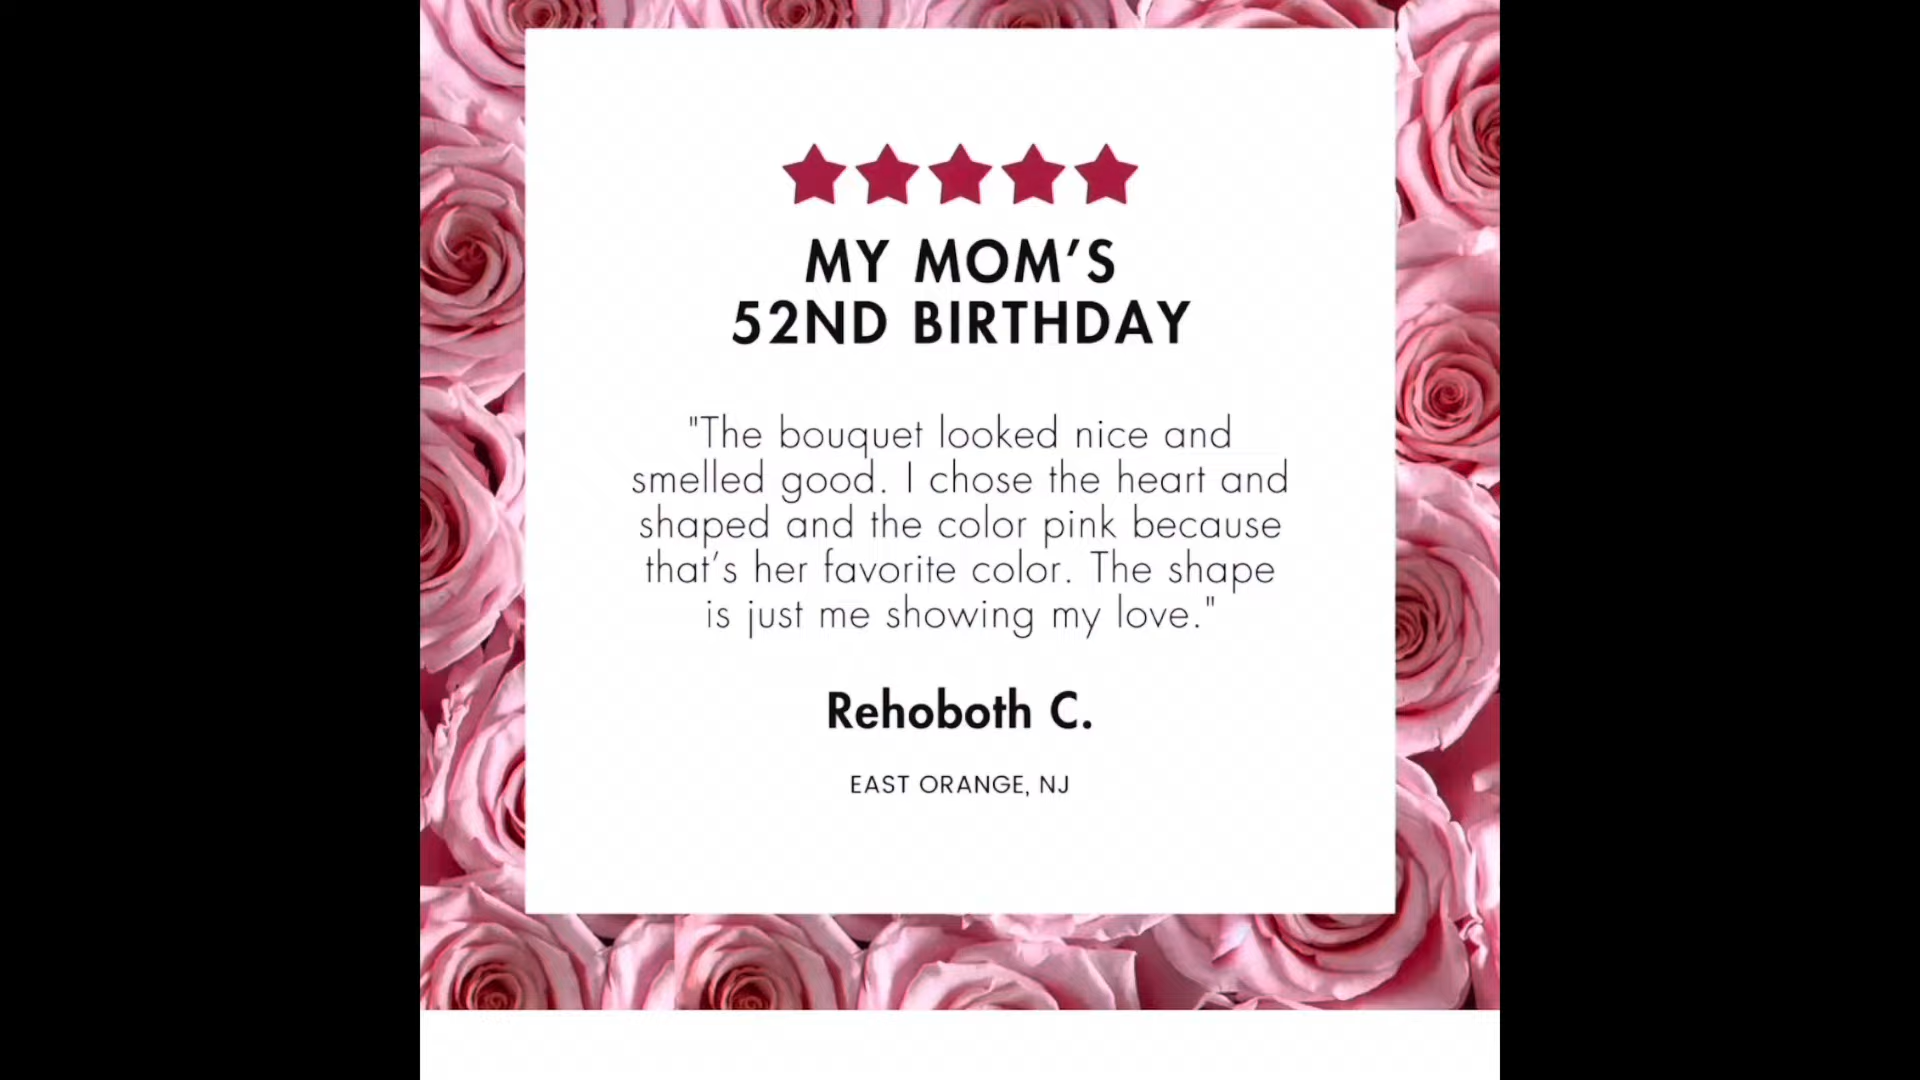 MY MOM’S
52ND BIRTHDAY
"The bouquet looked nice and
smelled good. I chose the heart and
shaped and the color pink because
that’s her favorite color. The shape
is just me showing my love."
Rehoboth C.
EAST ORANGE, NJ